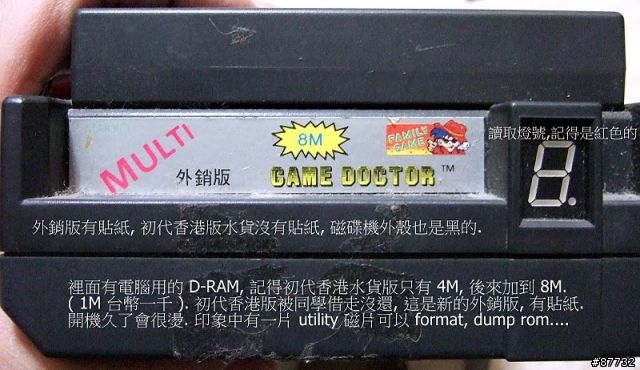 MULTI
外銷版
8M
GAME DOCTOR™
FAMILY GAME
讀取燈號,記得是紅色的
8.
外銷版有貼紙, 初代香港版水貨沒有貼紙, 磁碟機外殼也是黑的.
裡面有電腦用的 D-RAM, 記得初代香港水貨版只有 4M, 後來加到 8M.
( 1M 台幣一千 ). 初代香港版被同學借走沒還, 這是新的外銷版, 有貼紙.
開機久了會很燙. 印象中有一片 utility 磁片可以 format, dump rom....
#87732